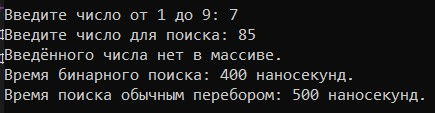 Введите число от 1 до 9: 7
Введите число для поиска: 85
Введённого числа нет в массиве.
Время бинарного поиска: 400 наносекунд.
Время поиска обычным перебором: 500 наносекунд.